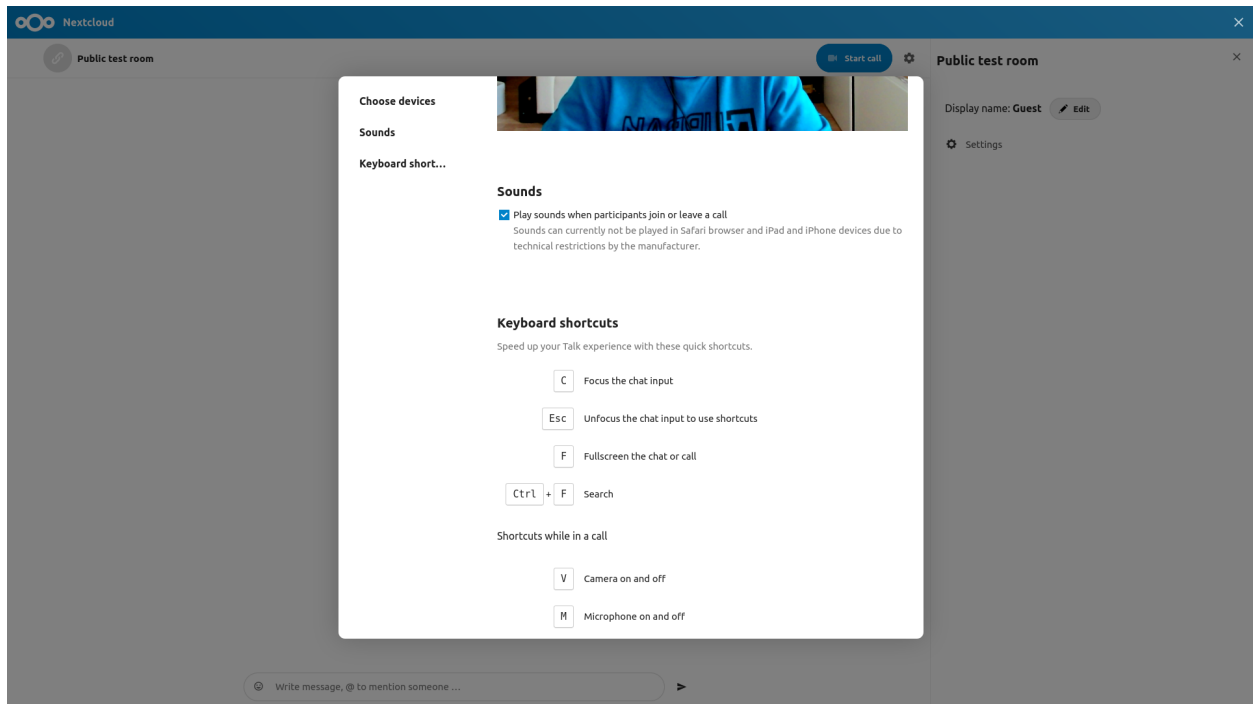 Nextcloud
Public test room
Start call
Public test room
Display name: Guest
Edit
Settings
Choose devices
Sounds
Keyboard short...
Sounds
Play sounds when participants join or leave a call
Sounds can currently not be played in Safari browser and iPad and iPhone devices due to
technical restrictions by the manufacturer.
Keyboard shortcuts
Speed up your Talk experience with these quick shortcuts.
C Focus the chat input
Esc Unfocus the chat input to use shortcuts
F Fullscreen the chat or call
Ctrl + F Search
Shortcuts while in a call
V Camera on and off
M Microphone on and off
Write message, @ to mention someone ...